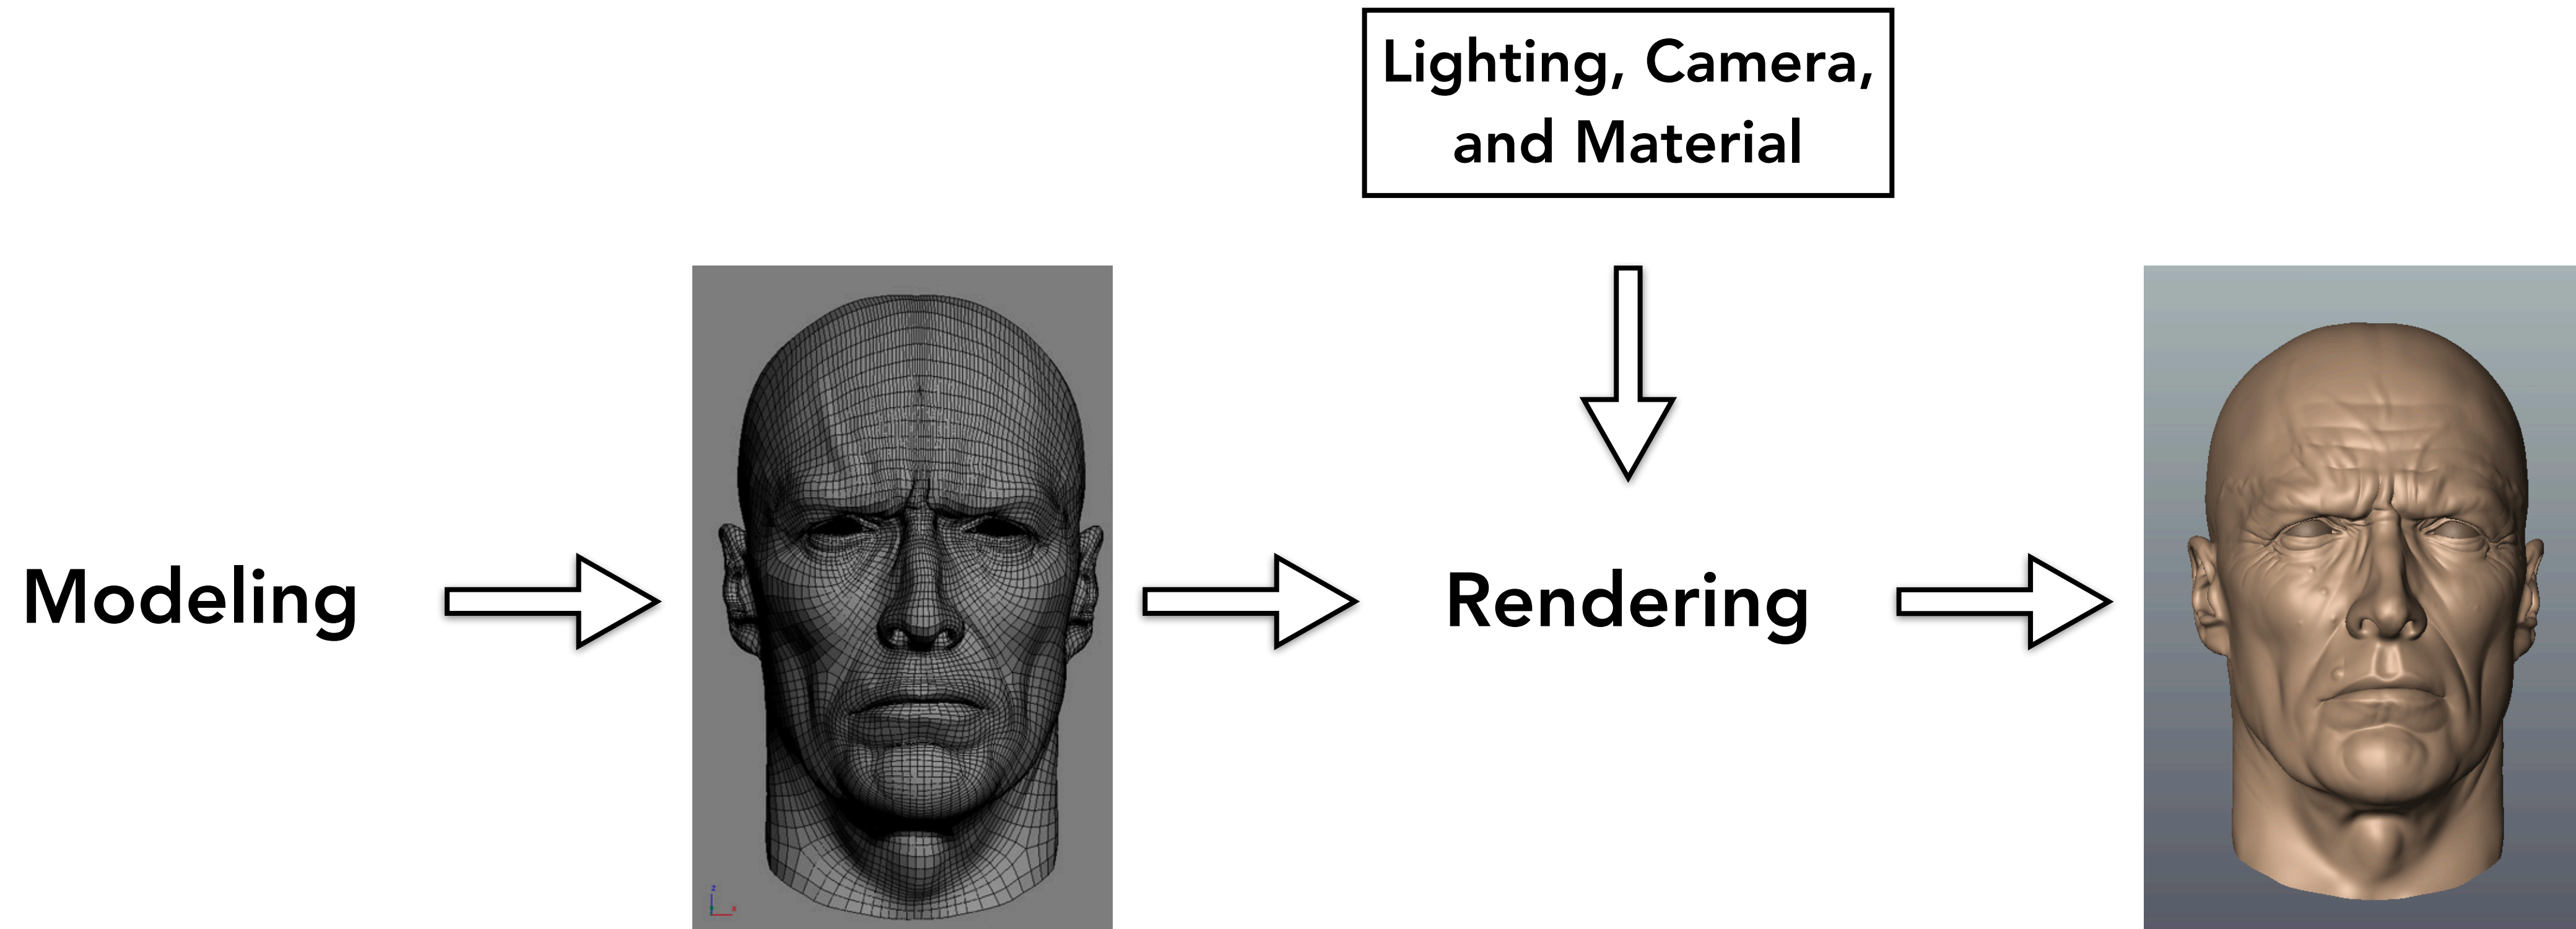 Lighting, Camera,
and Material
Modeling
Rendering
z
x